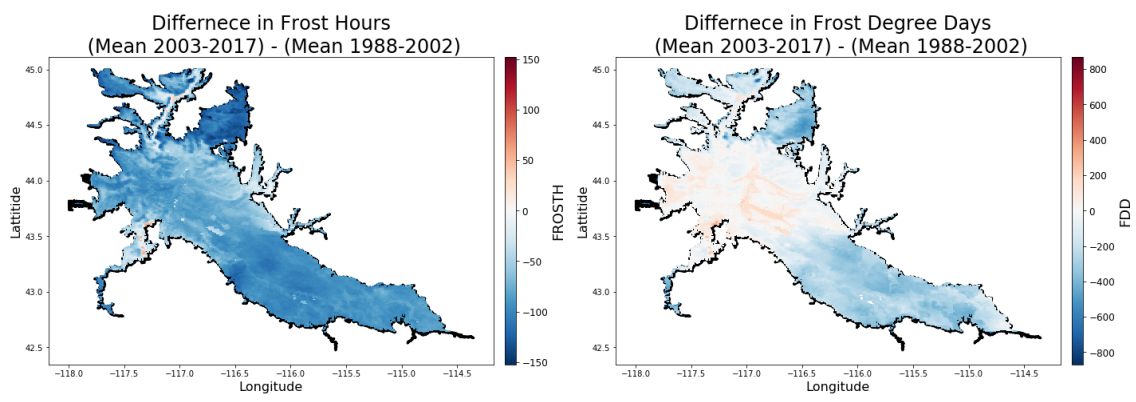 Differnece in Frost Hours
(Mean 2003-2017) - (Mean 1988-2002)
45.0
44.5
44.0
43.5
43.0
42.5
Lattitide
−118.0 −117.5 −117.0 −116.5 −116.0 −115.5 −115.0 −114.5
Longitude
150
100
50
0
−50
−100
−150
FROSTH
Differnece in Frost Degree Days
(Mean 2003-2017) - (Mean 1988-2002)
45.0
44.5
44.0
43.5
43.0
42.5
Lattitide
−118.0 −117.5 −117.0 −116.5 −116.0 −115.5 −115.0 −114.5
Longitude
800
600
400
200
0
−200
−400
−600
−800
FDD